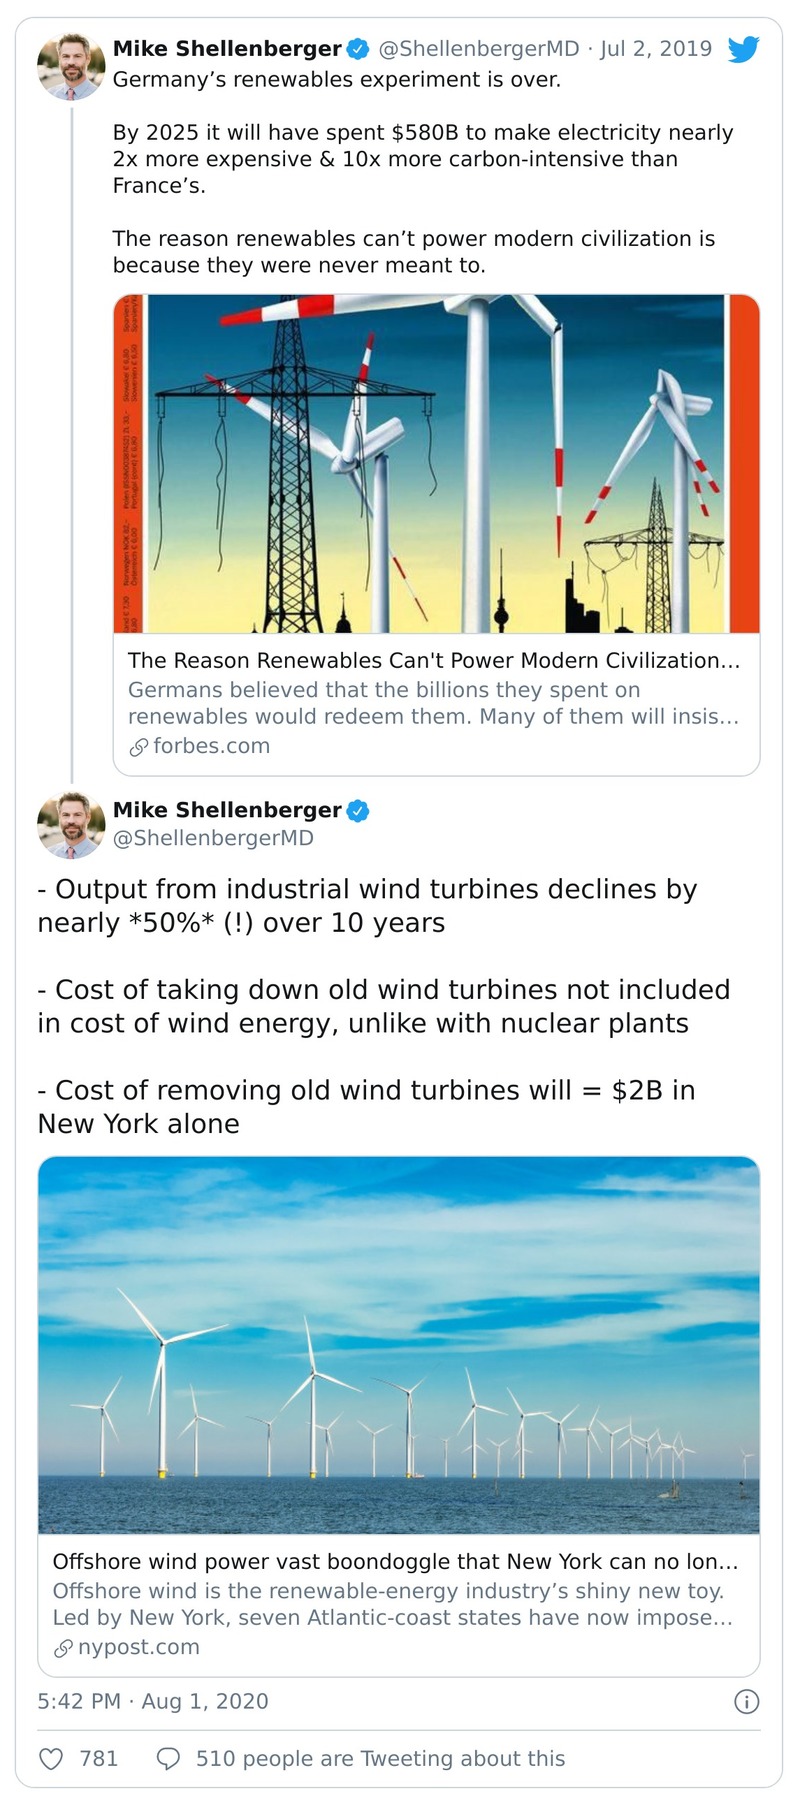 Mike Shellenberger @ShellenbergerMD · Jul 2, 2019
Germany’s renewables experiment is over.
By 2025 it will have spent $580B to make electricity nearly
2x more expensive & 10x more carbon-intensive than
France’s.
The reason renewables can’t power modern civilization is
because they were never meant to.
The Reason Renewables Can't Power Modern Civilization...
Germans believed that the billions they spent on
renewables would redeem them. Many of them will insis...
forbes.com
Mike Shellenberger
@ShellenbergerMD
- Output from industrial wind turbines declines by
nearly *50%* (!) over 10 years
- Cost of taking down old wind turbines not included
in cost of wind energy, unlike with nuclear plants
- Cost of removing old wind turbines will = $2B in
New York alone
Offshore wind power vast boondoggle that New York can no lon...
Offshore wind is the renewable-energy industry’s shiny new toy.
Led by New York, seven Atlantic-coast states have now impose...
nypost.com
5:42 PM · Aug 1, 2020
781 510 people are Tweeting about this